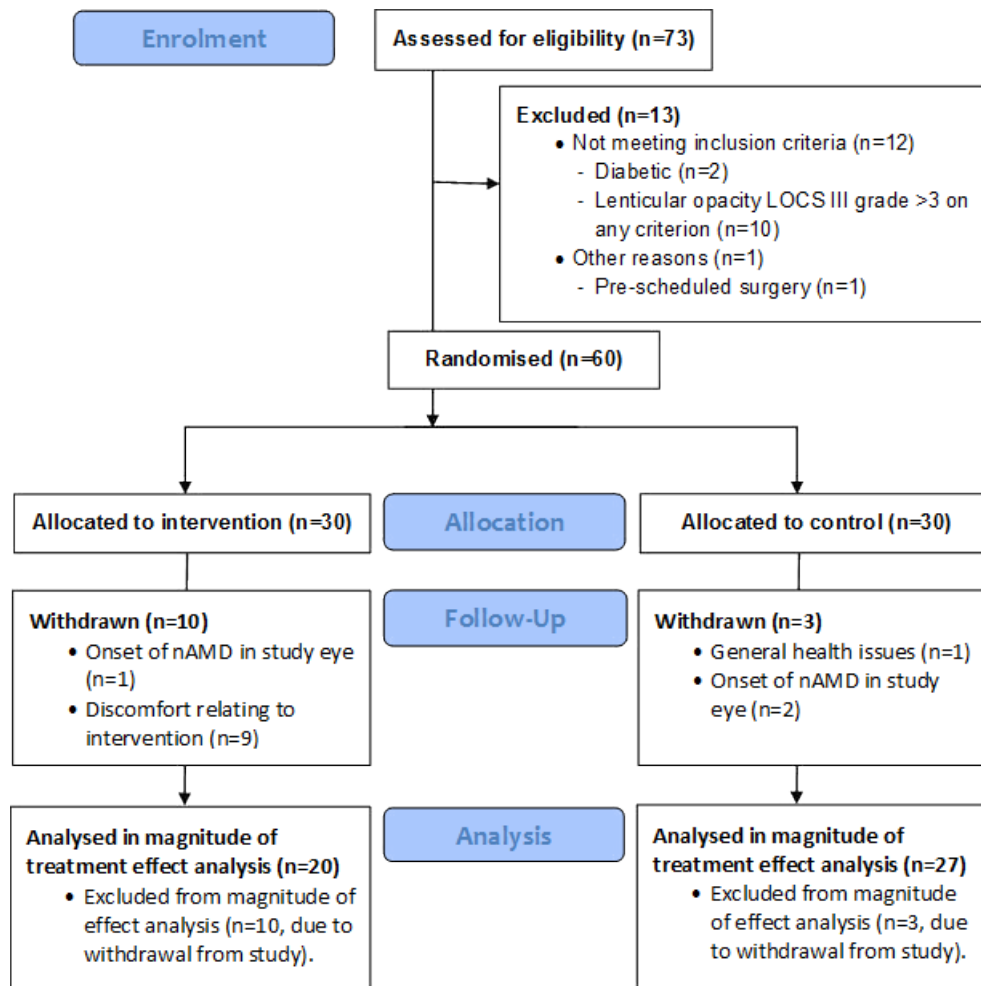 Enrolment
Assessed for eligibility (n=73)
Excluded (n=13)
• Not meeting inclusion criteria (n=12)
- Diabetic (n=2)
- Lenticular opacity LOCS III grade >3 on
any criterion (n=10)
• Other reasons (n=1)
- Pre-scheduled surgery (n=1)
Randomised (n=60)
Allocated to intervention (n=30)
Allocation
Allocated to control (n=30)
Withdrawn (n=10)
• Onset of nAMD in study eye
(n=1)
• Discomfort relating to
intervention (n=9)
Follow-Up
Withdrawn (n=3)
• General health issues (n=1)
• Onset of nAMD in study
eye (n=2)
Analysed in magnitude of
treatment effect analysis (n=20)
• Excluded from magnitude of
effect analysis (n=10, due to
withdrawal from study).
Analysis
Analysed in magnitude of
treatment effect analysis (n=27)
• Excluded from magnitude
of effect analysis (n=3, due
to withdrawal from study).